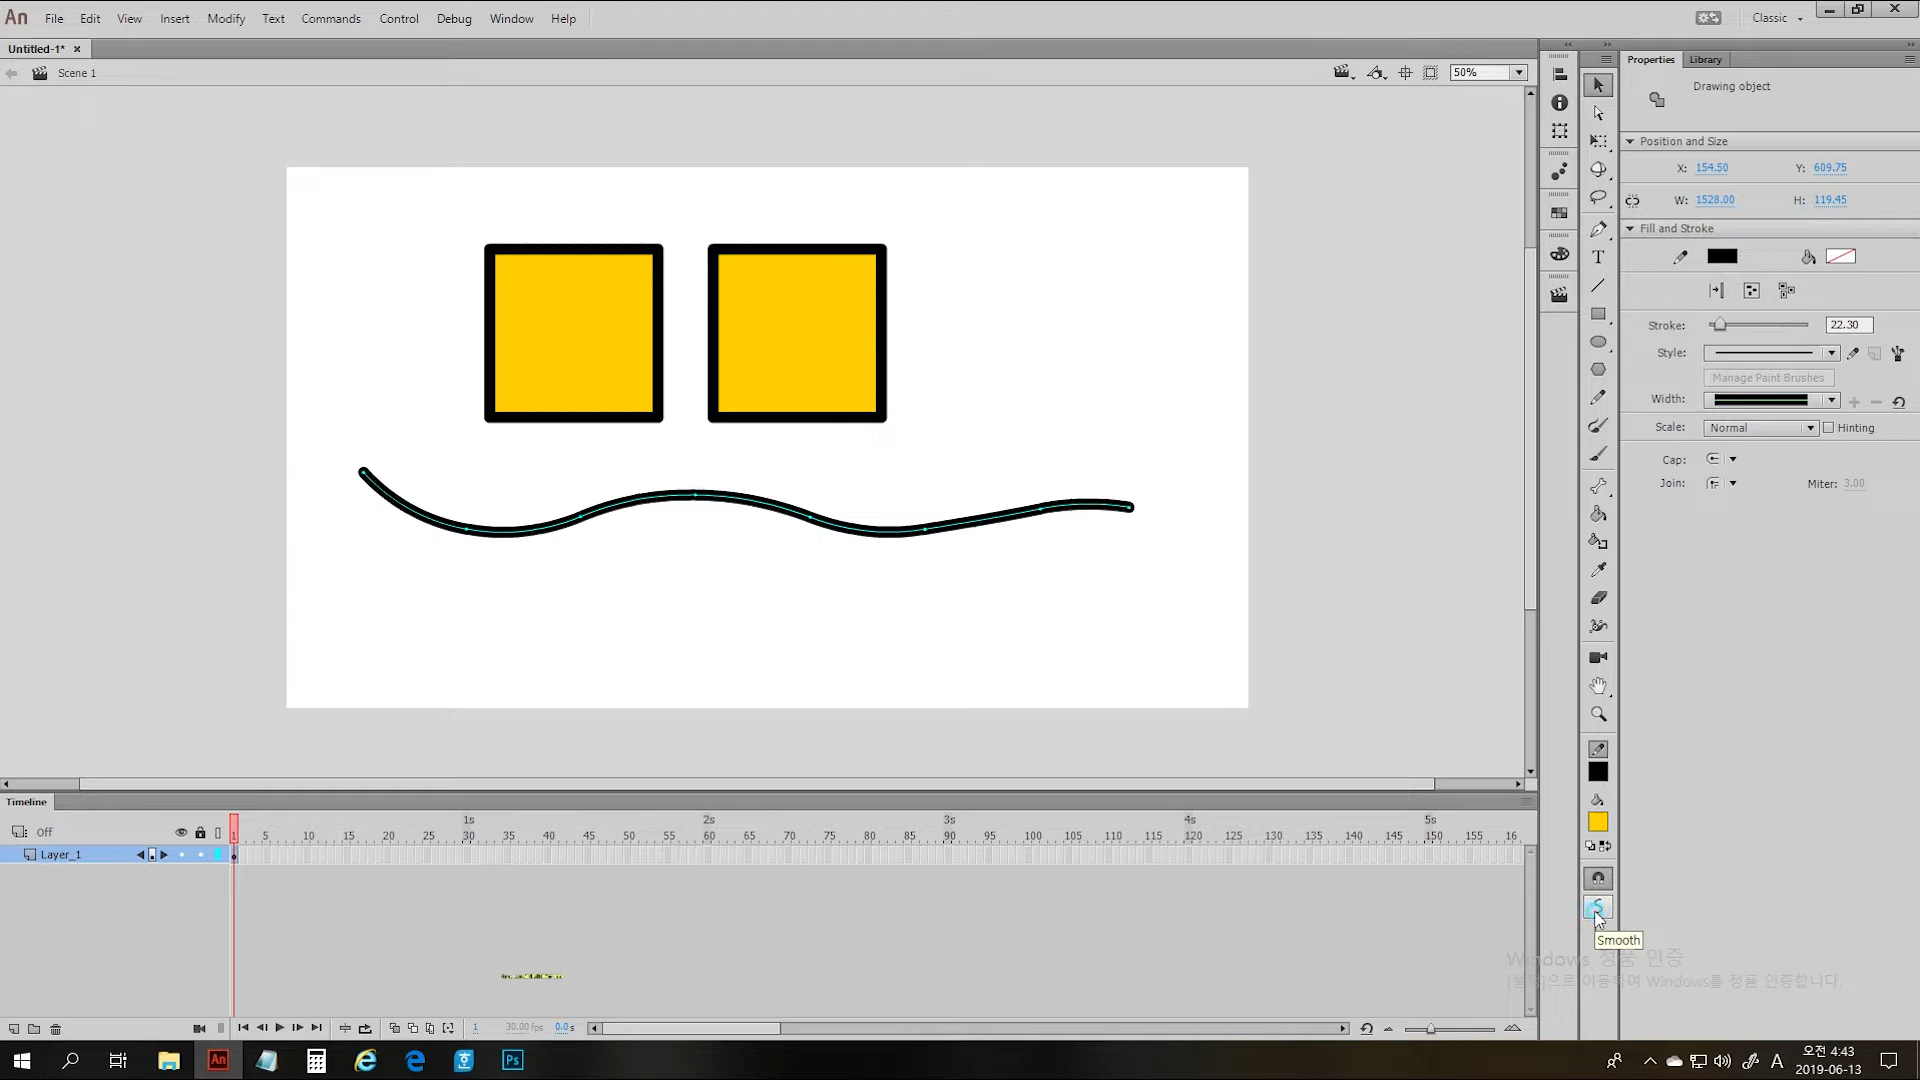 An File Edit View Insert Modify Text Commands Control Debug Window Help Classic
Untitled-1* ×
Scene 1 50%
Properties Library
Drawing object
Position and Size
X: 154.50 Y: 609.75
W: 1528.00 H: 119.45
Fill and Stroke
Stroke: 22.30
Style:
Manage Paint Brushes
Width:
Scale: Normal Hinting
Cap:
Join: Miter: 3.00
T
Timeline
1s 2s 3s 4s 5s
Off 1 5 10 15 20 25 30 35 40 45 50 55 60 65 70 75 80 85 90 95 100 105 110 115 120 125 130 135 140 145 150 155 16
Layer_1
Smooth
Windows 정품 인증
[설정]으로 이동하여 Windows를 정품 인증합니다.
1 30.00 fps 0.0 s
An Ps A 오전 4:43
2019-06-13